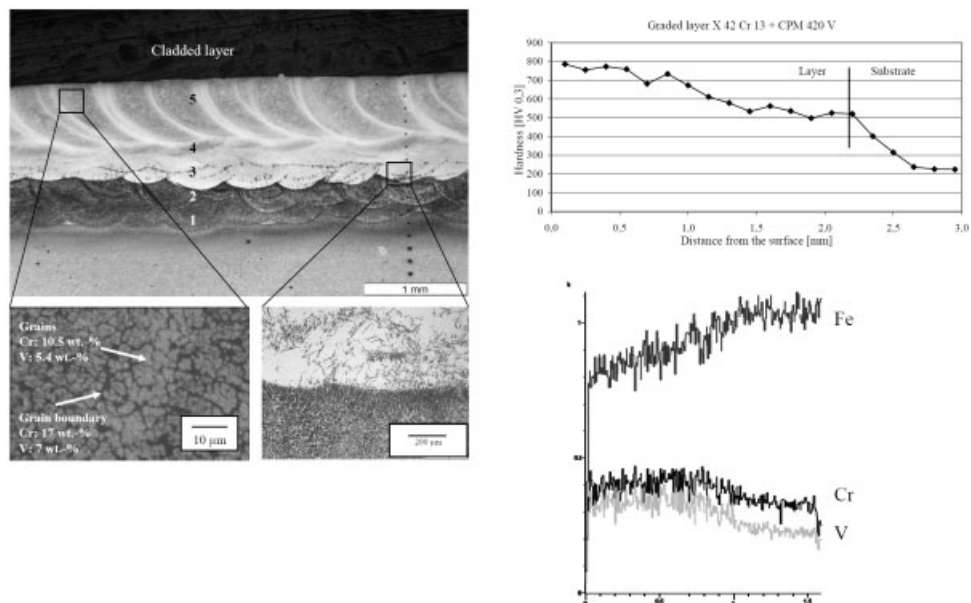 Cladded layer
5
4
3
2
1
1 mm
Grains
Cr: 10.5 wt.-%
V: 5.4 wt.-%
Grain boundary
Cr: 17 wt.-%
V: 7 wt.-%
10 µm
200 µm
Graded layer X 42 Cr 13 + CPM 420 V
Hardness [HV 0,3]
900
800
700
600
500
400
300
200
100
0
Layer
Substrate
0,0 0,5 1,0 1,5 2,0 2,5 3,0
Distance from the surface [mm]
1
Fe
Cr
V